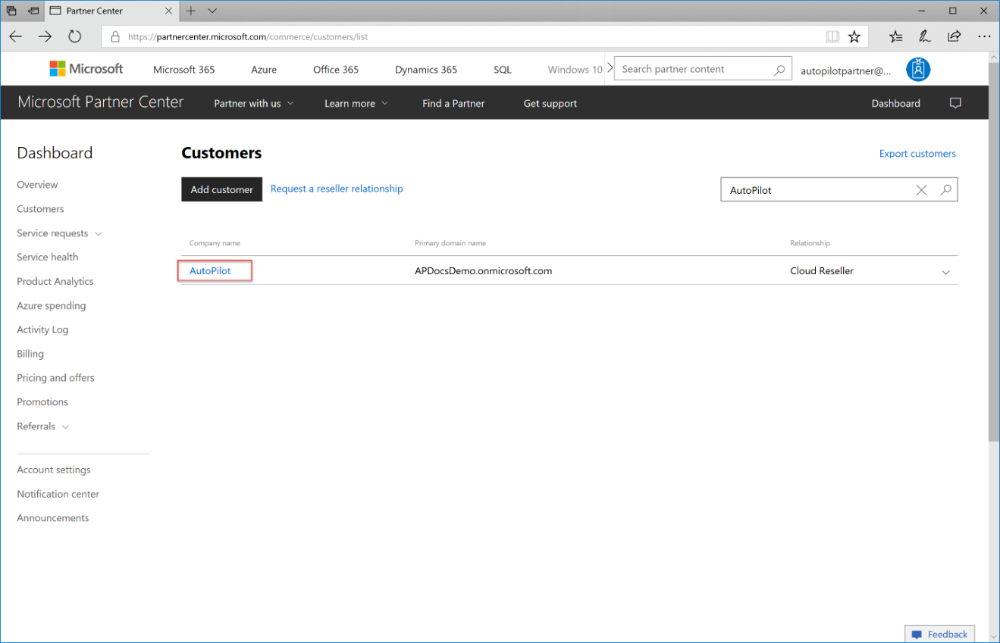 Partner Center
https://partnercenter.microsoft.com/commerce/customers/list
Microsoft Microsoft 365 Azure Office 365 Dynamics 365 SQL Windows 10 Search partner content autopilotpartner@...
Microsoft Partner Center Partner with us Learn more Find a Partner Get support Dashboard
Dashboard
Overview
Customers
Service requests
Service health
Product Analytics
Azure spending
Activity Log
Billing
Pricing and offers
Promotions
Referrals
Account settings
Notification center
Announcements
Customers Export customers
Add customer Request a reseller relationship AutoPilot
Company name Primary domain name Relationship
AutoPilot APDocsDemo.onmicrosoft.com Cloud Reseller
Feedback